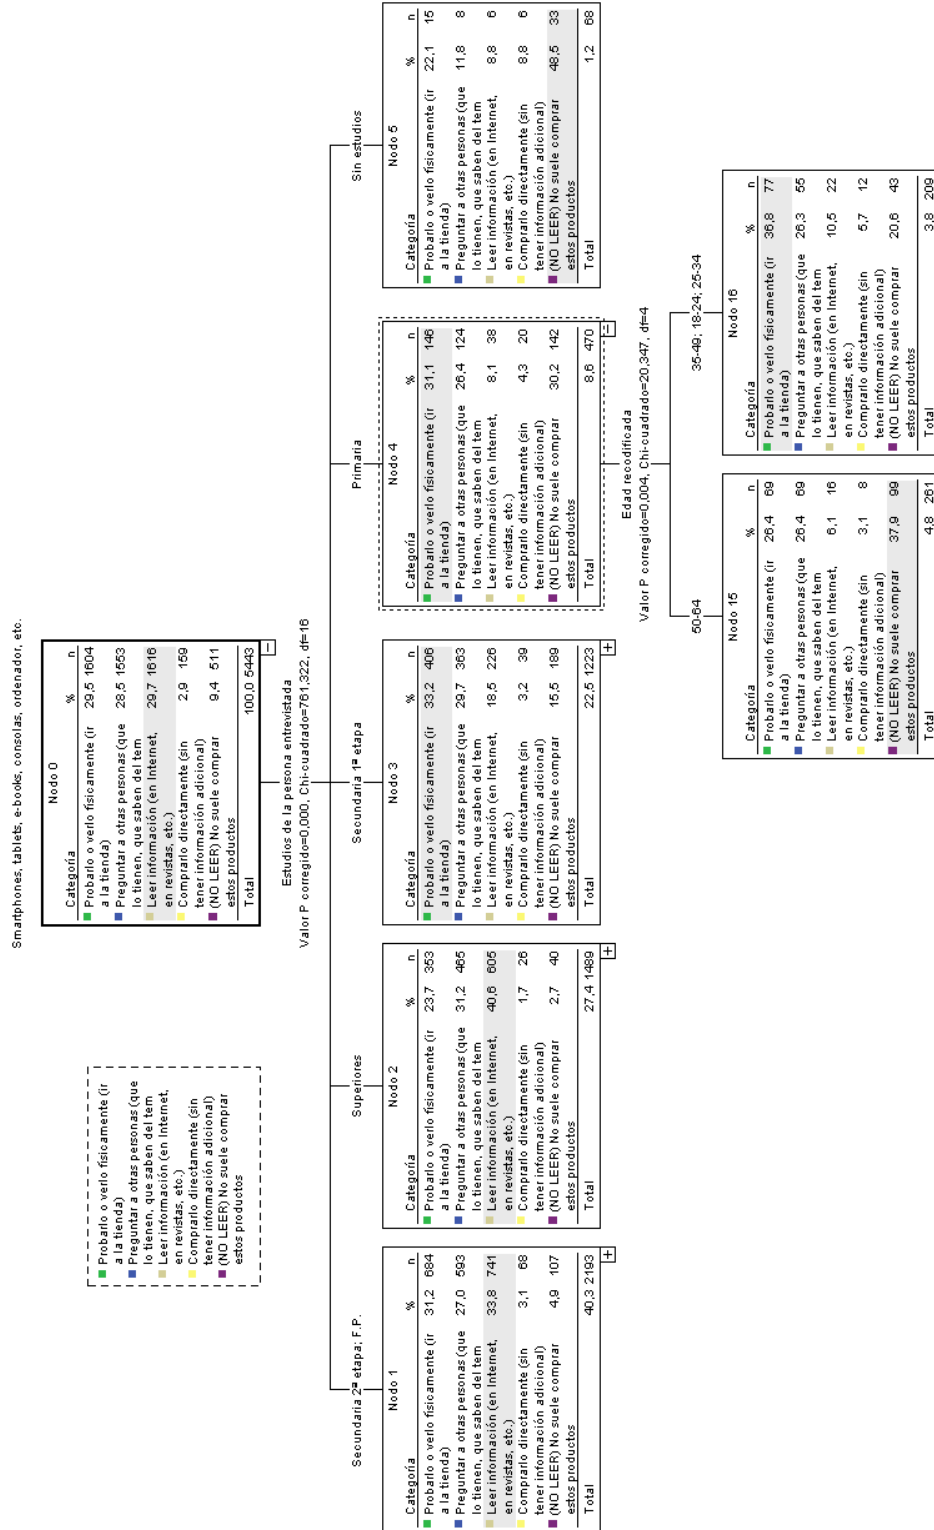 Smartphones, tablets, e-books, consolas, ordenador, etc.
Probarlo o verlo físicamente (ir
a la tienda)
Preguntar a otras personas (que
lo tienen, que saben del tem
Leer información (en Internet,
en revistas, etc.)
Comprarlo directamente (sin
tener información adicional)
(NO LEER) No suele comprar
estos productos
Nodo 0
Categoría % n
Probarlo o verlo físicamente (ir 29,5 1604
a la tienda)
Preguntar a otras personas (que 28,5 1553
lo tienen, que saben del tem
Leer información (en Internet, 29,7 1616
en revistas, etc.)
Comprarlo directamente (sin 2,9 159
tener información adicional)
(NO LEER) No suele comprar 9,4 511
estos productos
Total 100,0 5443
Estudios de la persona entrevistada
Valor P corregido=0,000, Chi-cuadrado=761,322, df=16
Secundaria 2ª etapa; F.P.
Nodo 1
Categoría % n
Probarlo o verlo físicamente (ir 31,2 684
a la tienda)
Preguntar a otras personas (que 27,0 593
lo tienen, que saben del tem
Leer información (en Internet, 33,8 741
en revistas, etc.)
Comprarlo directamente (sin 3,1 68
tener información adicional)
(NO LEER) No suele comprar 4,9 107
estos productos
Total 40,3 2193
Superiores
Nodo 2
Categoría % n
Probarlo o verlo físicamente (ir 23,7 353
a la tienda)
Preguntar a otras personas (que 31,2 465
lo tienen, que saben del tem
Leer información (en Internet, 40,6 605
en revistas, etc.)
Comprarlo directamente (sin 1,7 26
tener información adicional)
(NO LEER) No suele comprar 2,7 40
estos productos
Total 27,4 1489
Secundaria 1ª etapa
Nodo 3
Categoría % n
Probarlo o verlo físicamente (ir 33,2 406
a la tienda)
Preguntar a otras personas (que 29,7 363
lo tienen, que saben del tem
Leer información (en Internet, 18,5 226
en revistas, etc.)
Comprarlo directamente (sin 3,2 39
tener información adicional)
(NO LEER) No suele comprar 15,5 189
estos productos
Total 22,5 1223
Primaria
Nodo 4
Categoría % n
Probarlo o verlo físicamente (ir 31,1 146
a la tienda)
Preguntar a otras personas (que 26,4 124
lo tienen, que saben del tem
Leer información (en Internet, 8,1 38
en revistas, etc.)
Comprarlo directamente (sin 4,3 20
tener información adicional)
(NO LEER) No suele comprar 30,2 142
estos productos
Total 8,6 470
Sin estudios
Nodo 5
Categoría % n
Probarlo o verlo físicamente (ir 22,1 15
a la tienda)
Preguntar a otras personas (que 11,8 8
lo tienen, que saben del tem
Leer información (en Internet, 8,8 6
en revistas, etc.)
Comprarlo directamente (sin 8,8 6
tener información adicional)
(NO LEER) No suele comprar 48,5 33
estos productos
Total 1,2 68
Edad recodificada
Valor P corregido=0,004, Chi-cuadrado=20,347, df=4
50-64
Nodo 15
Categoría % n
Probarlo o verlo físicamente (ir 26,4 69
a la tienda)
Preguntar a otras personas (que 26,4 69
lo tienen, que saben del tem
Leer información (en Internet, 6,1 16
en revistas, etc.)
Comprarlo directamente (sin 3,1 8
tener información adicional)
(NO LEER) No suele comprar 37,9 99
estos productos
Total 4,8 261
35-49; 18-24; 25-34
Nodo 16
Categoría % n
Probarlo o verlo físicamente (ir 36,8 77
a la tienda)
Preguntar a otras personas (que 26,3 55
lo tienen, que saben del tem
Leer información (en Internet, 10,5 22
en revistas, etc.)
Comprarlo directamente (sin 5,7 12
tener información adicional)
(NO LEER) No suele comprar 20,6 43
estos productos
Total 3,8 209